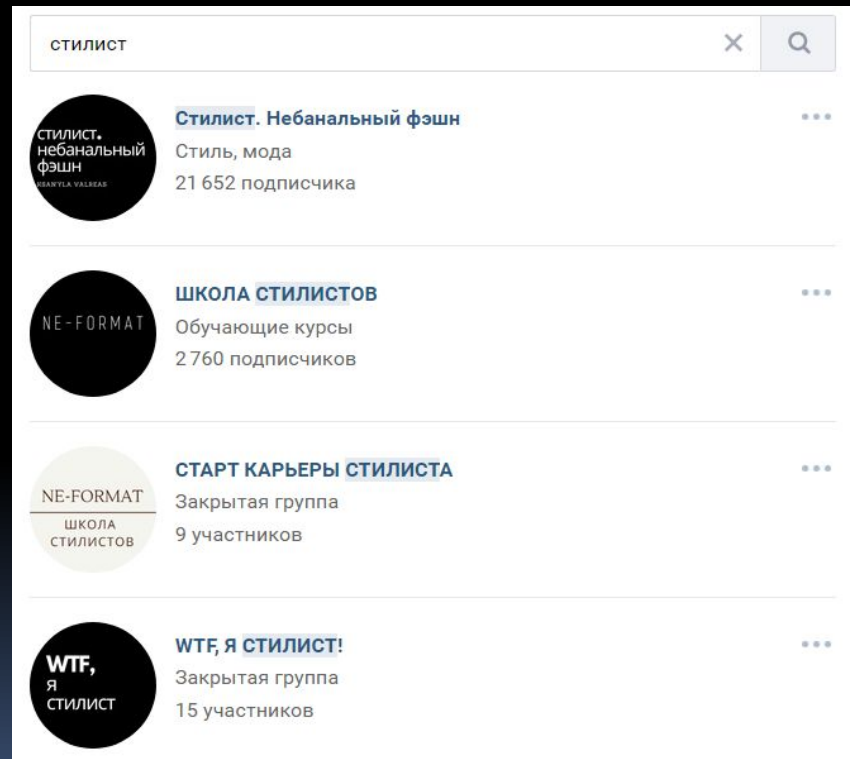 стилист
стилист.
небанальный
фэшн
Стилист. Небанальный фэшн
Стиль, мода
21 652 подписчика
NE-FORMAT
ШКОЛА СТИЛИСТОВ
Обучающие курсы
2 760 подписчиков
NE-FORMAT
ШКОЛА
СТИЛИСТОВ
СТАРТ КАРЬЕРЫ СТИЛИСТА
Закрытая группа
9 участников
WTF,
я
стилист
WTF, Я СТИЛИСТ!
Закрытая группа
15 участников